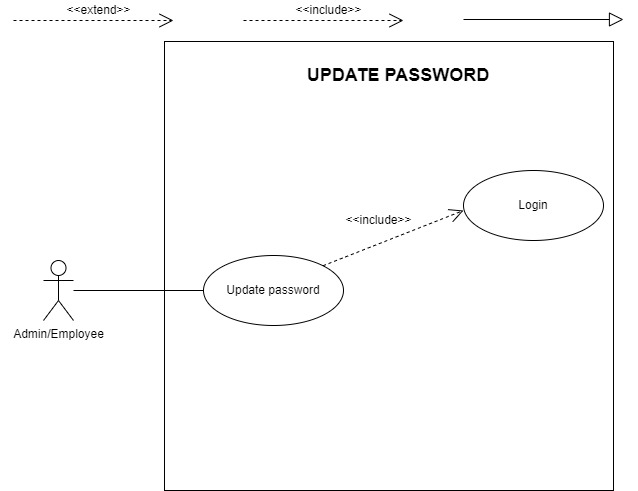 <<extend>>
<<include>>
UPDATE PASSWORD
Login
<<include>>
Update password
Admin/Employee